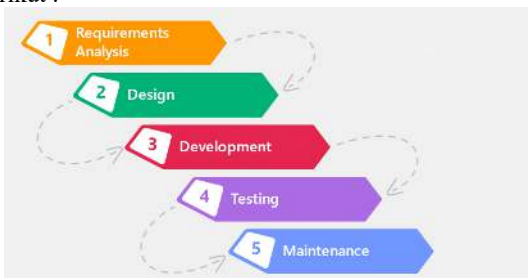 1
Requirements
Analysis
2
Design
3
Development
4
Testing
5
Maintenance